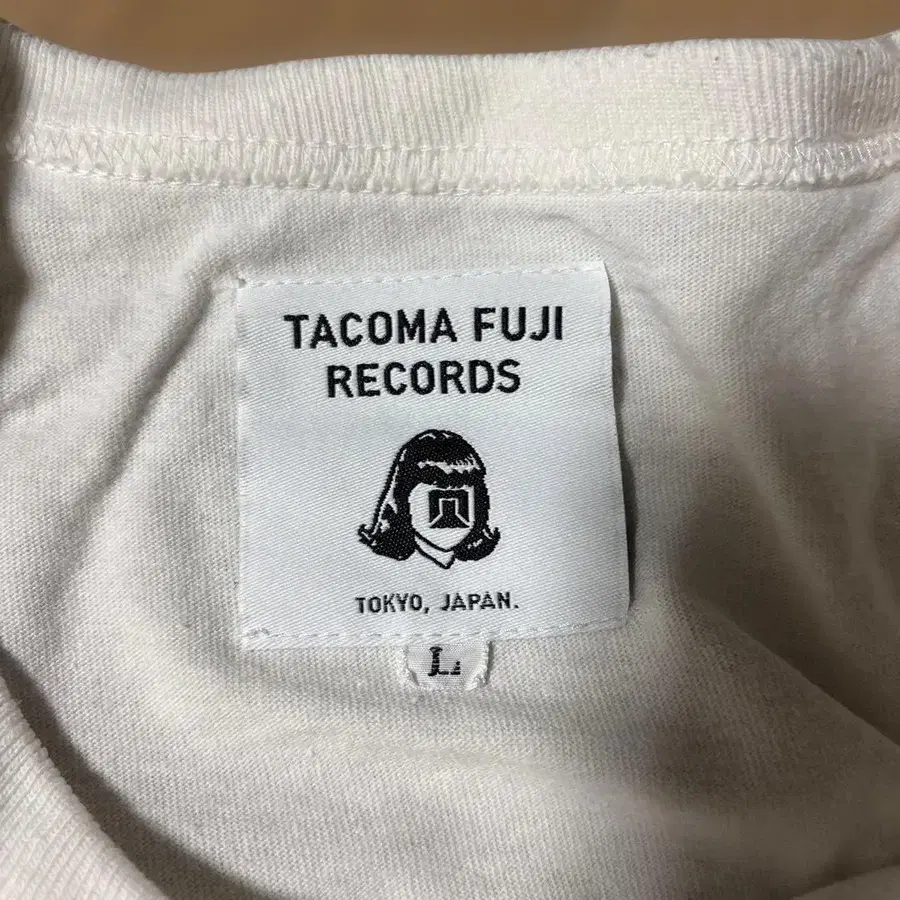 TACOMA FUJI
RECORDS
TOKYO, JAPAN.
L